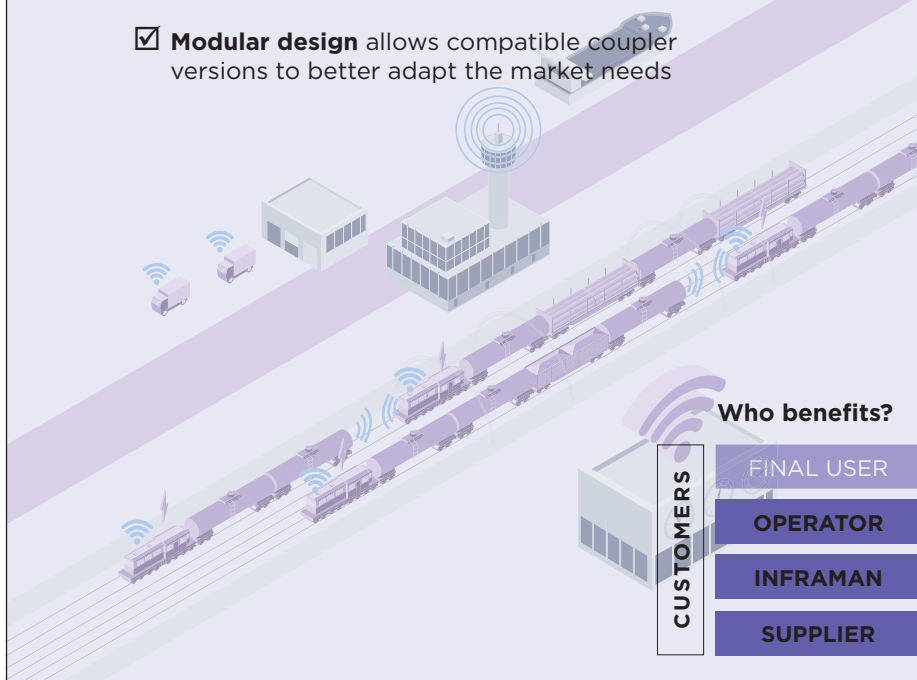 ☑ Modular design allows compatible coupler
versions to better adapt the market needs
Who benefits?
CUSTOMERS
FINAL USER
OPERATOR
INFRAMAN
SUPPLIER